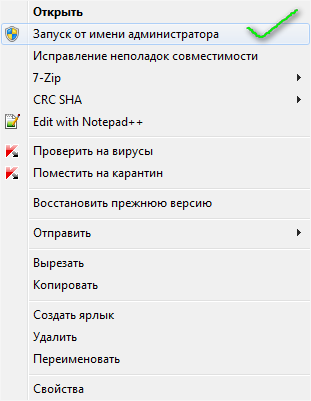 Открыть
Запуск от имени администратора
Исправление неполадок совместимости
7-Zip
CRC SHA
Edit with Notepad++
Проверить на вирусы
Поместить на карантин
Восстановить прежнюю версию
Отправить
Вырезать
Копировать
Создать ярлык
Удалить
Переименовать
Свойства